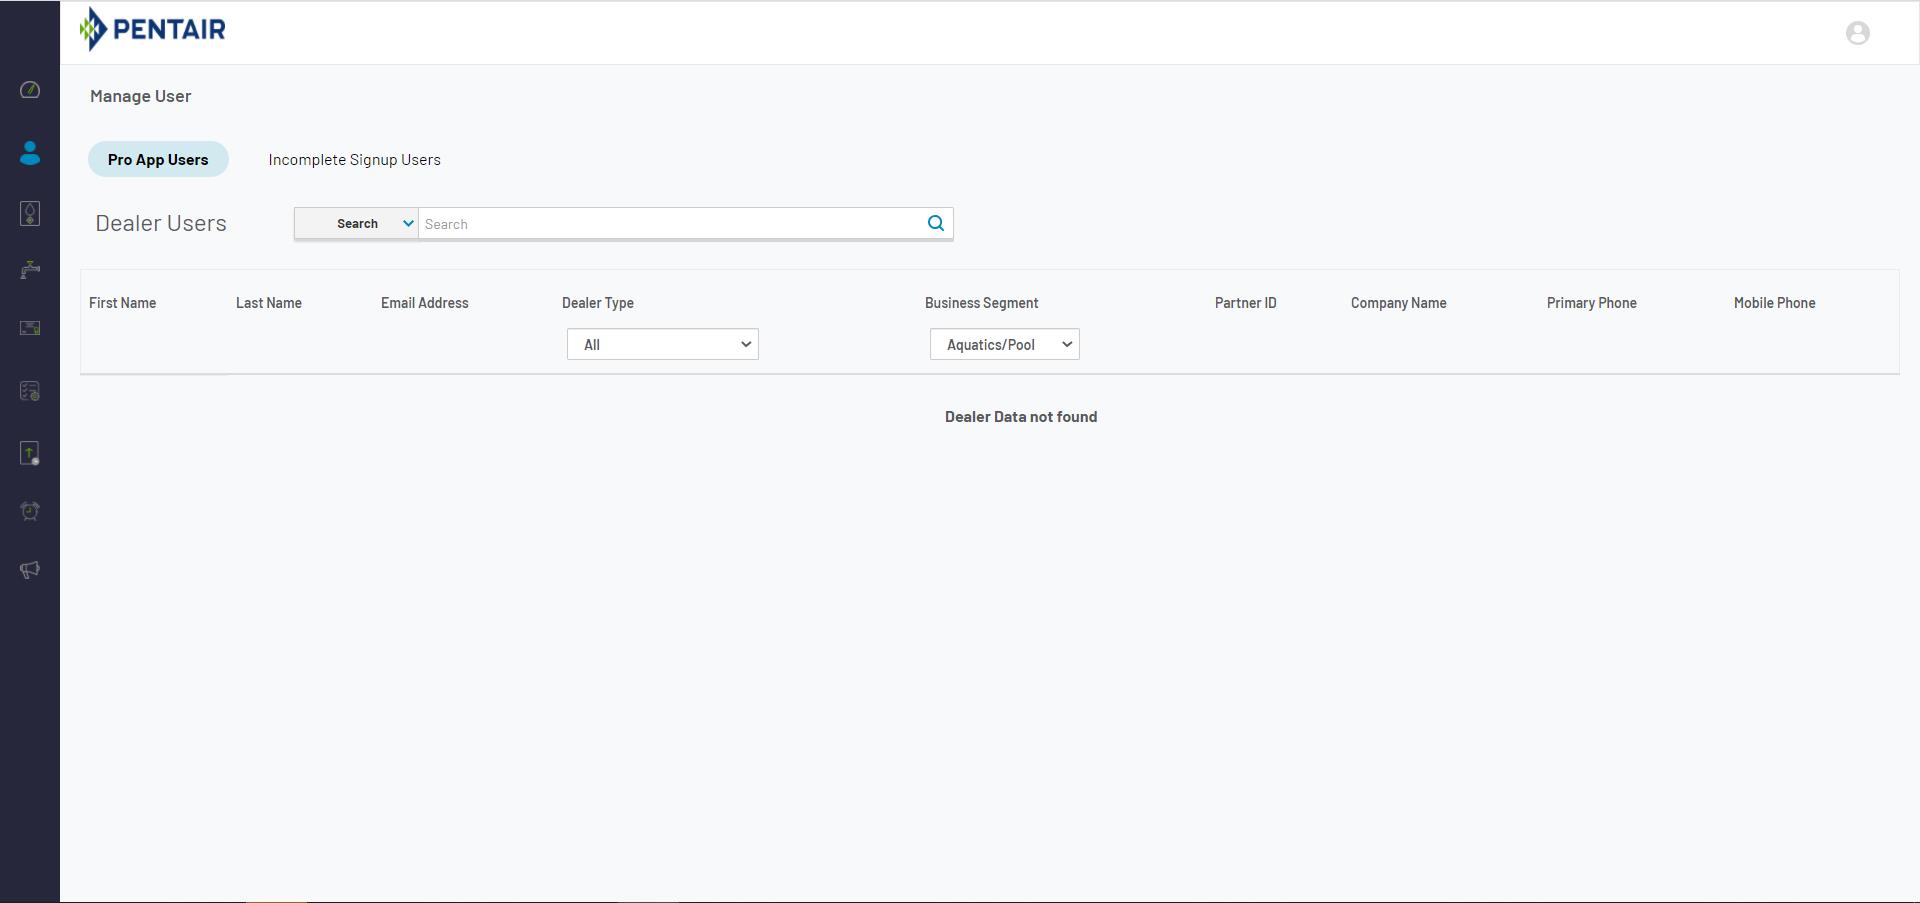 PENTAIR
Manage User
Pro App Users Incomplete Signup Users
Dealer Users Search Search
First Name Last Name Email Address Dealer Type Business Segment Partner ID Company Name Primary Phone Mobile Phone
All Aquatics/Pool
Dealer Data not found